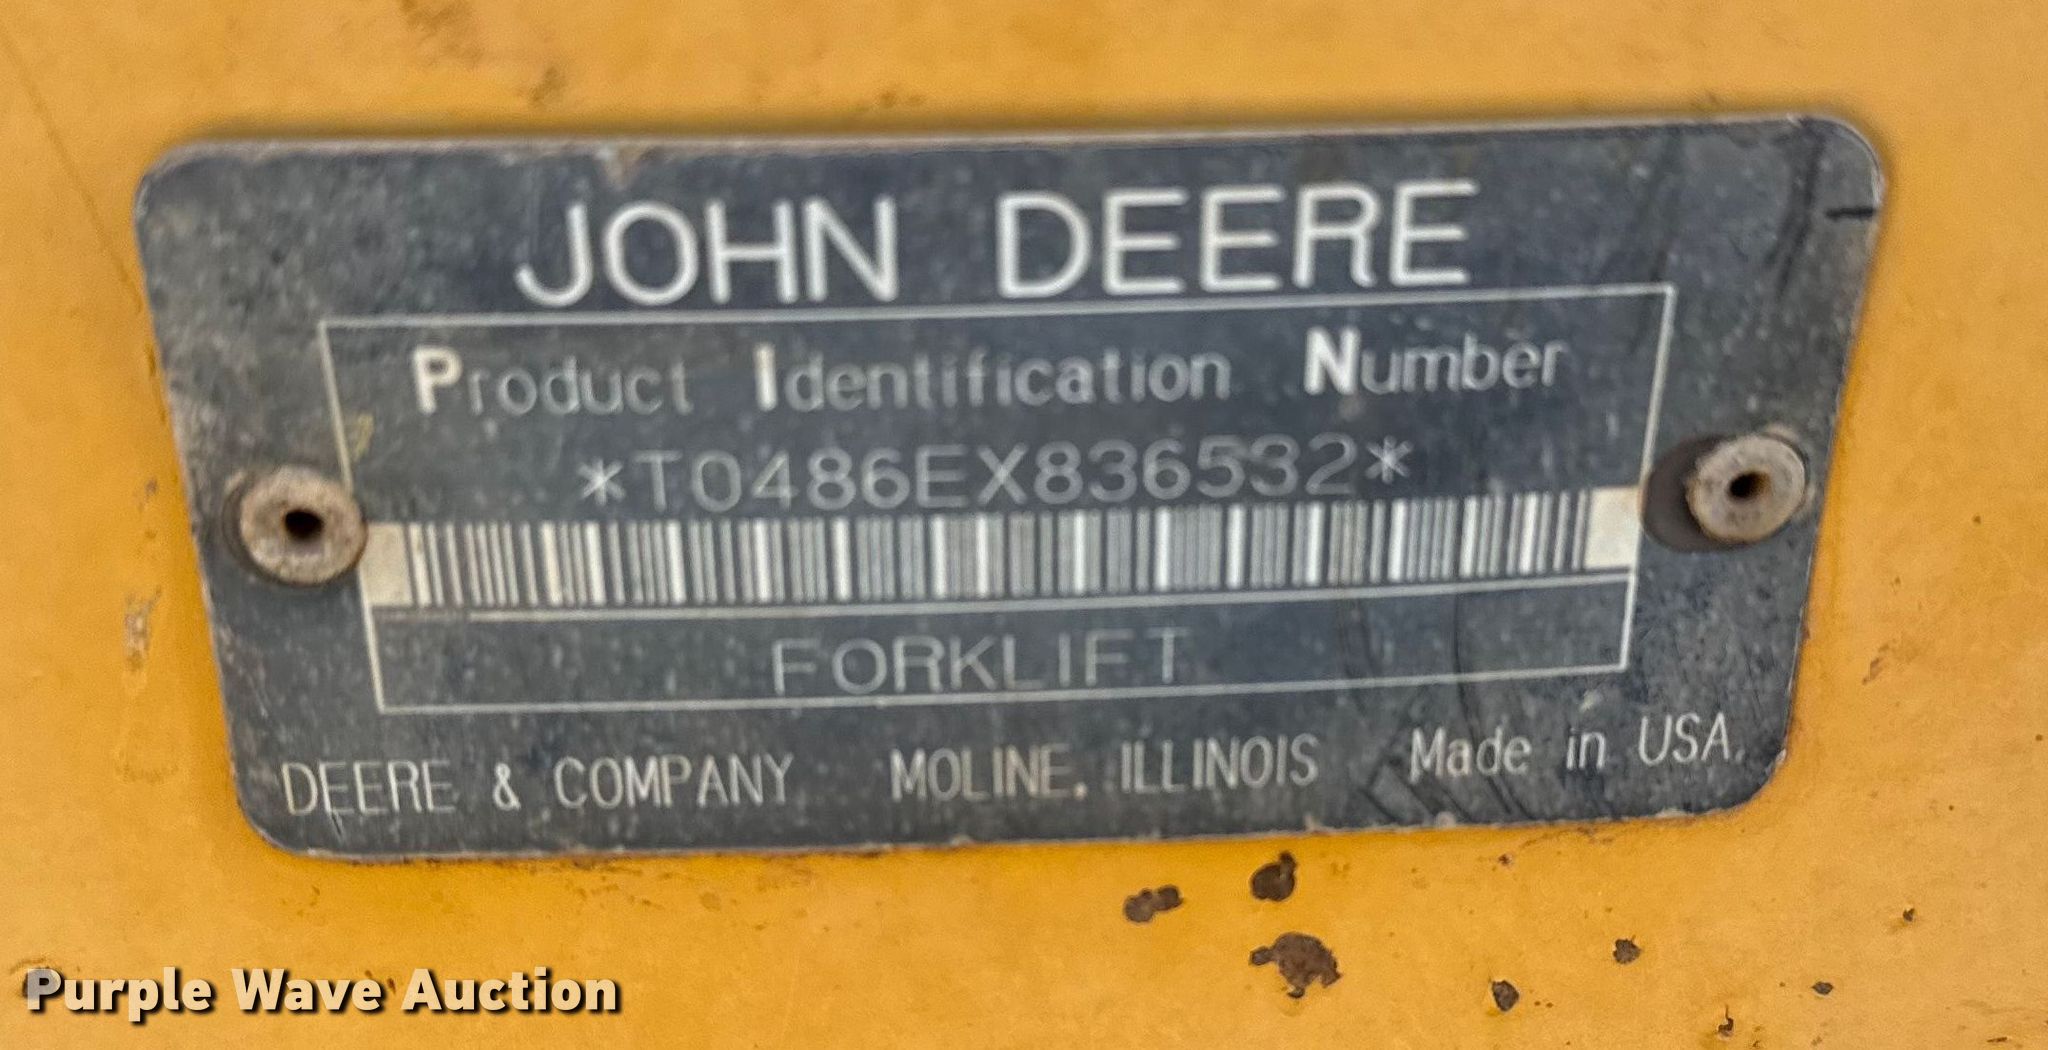 JOHN DEERE
Product Identification Number
*T0486EX836532*
FORKLIFT
DEERE & COMPANY MOLINE, ILLINOIS Made in USA.
Purple Wave Auction